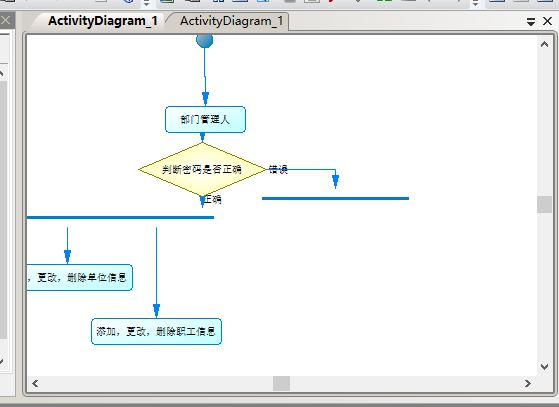 ActivityDiagram_1
ActivityDiagram_1
部门管理人
判断密码是否正确
错误
正确
，更改，删除单位信息
添加，更改，删除职工信息